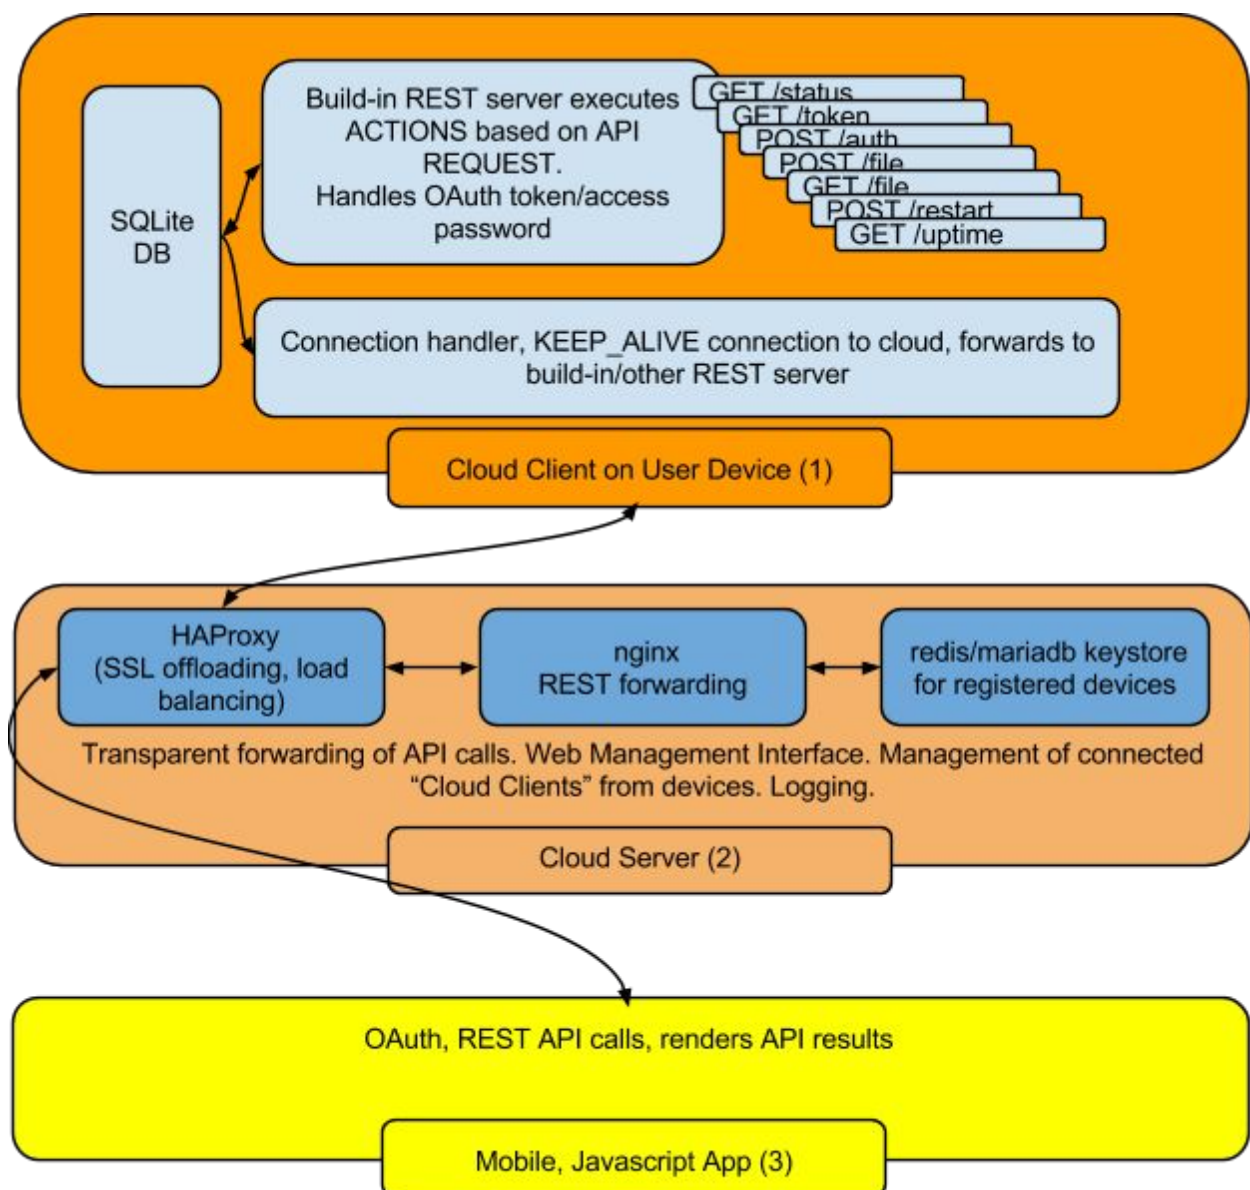 SQLite
DB
Build-in REST server executes
ACTIONS based on API
REQUEST.
Handles OAuth token/access
password
GET /status
GET /token
POST /auth
POST /file
GET /file
POST /restart
GET /uptime
Connection handler, KEEP_ALIVE connection to cloud, forwards to
build-in/other REST server
Cloud Client on User Device (1)
HAProxy
(SSL offloading, load
balancing)
nginx
REST forwarding
redis/mariadb keystore
for registered devices
Transparent forwarding of API calls. Web Management Interface. Management of connected
“Cloud Clients” from devices. Logging.
Cloud Server (2)
OAuth, REST API calls, renders API results
Mobile, Javascript App (3)